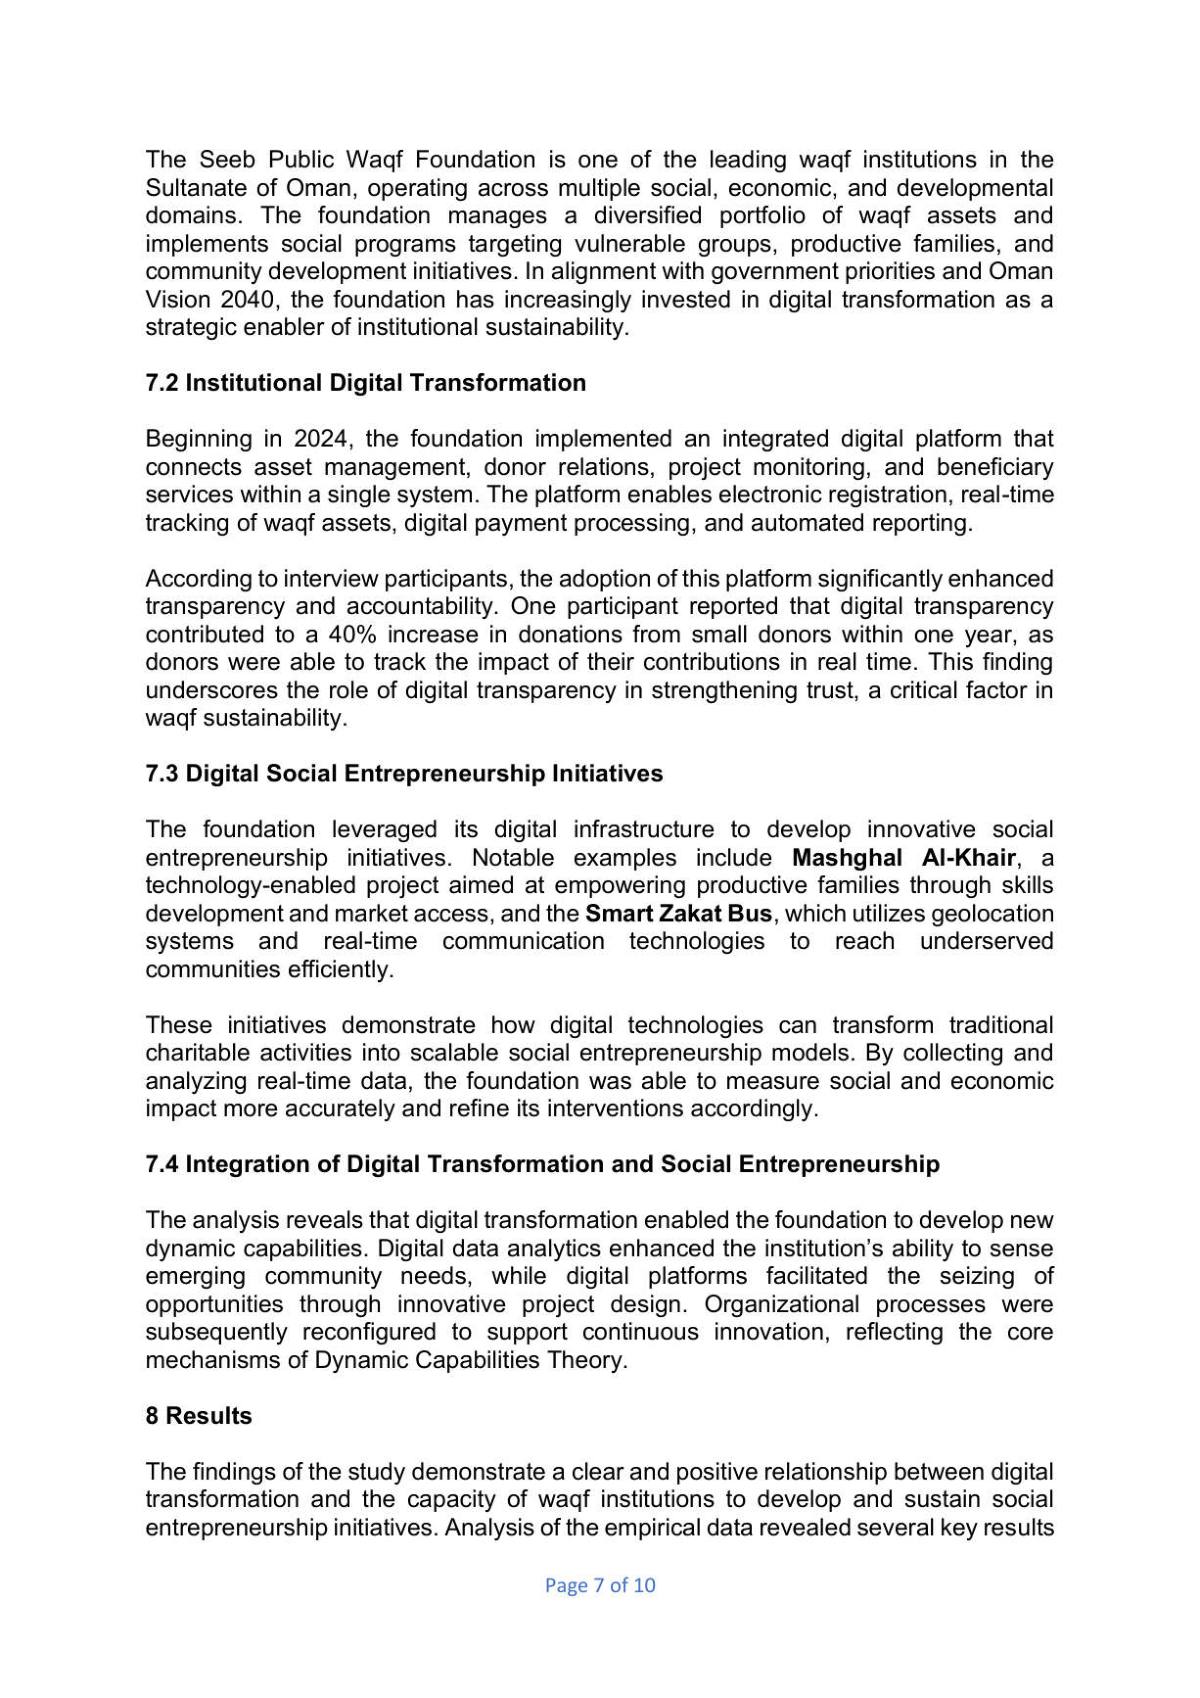 The Seeb Public Waqf Foundation is one of the leading waqf institutions in the
Sultanate of Oman, operating across multiple social, economic, and developmental
domains. The foundation manages a diversified portfolio of waqf assets and
implements social programs targeting vulnerable groups, productive families, and
community development initiatives. In alignment with government priorities and Oman
Vision 2040, the foundation has increasingly invested in digital transformation as a
strategic enabler of institutional sustainability.
7.2 Institutional Digital Transformation
Beginning in 2024, the foundation implemented an integrated digital platform that
connects asset management, donor relations, project monitoring, and beneficiary
services within a single system. The platform enables electronic registration, real-time
tracking of waqf assets, digital payment processing, and automated reporting.
According to interview participants, the adoption of this platform significantly enhanced
transparency and accountability. One participant reported that digital transparency
contributed to a 40% increase in donations from small donors within one year, as
donors were able to track the impact of their contributions in real time. This finding
underscores the role of digital transparency in strengthening trust, a critical factor in
waqf sustainability.
7.3 Digital Social Entrepreneurship Initiatives
The foundation leveraged its digital infrastructure to develop innovative social
entrepreneurship initiatives. Notable examples include Mashghal Al-Khair, a
technology-enabled project aimed at empowering productive families through skills
development and market access, and the Smart Zakat Bus, which utilizes geolocation
systems and real-time communication technologies to reach underserved
communities efficiently.
These initiatives demonstrate how digital technologies can transform traditional
charitable activities into scalable social entrepreneurship models. By collecting and
analyzing real-time data, the foundation was able to measure social and economic
impact more accurately and refine its interventions accordingly.
7.4 Integration of Digital Transformation and Social Entrepreneurship
The analysis reveals that digital transformation enabled the foundation to develop new
dynamic capabilities. Digital data analytics enhanced the institution’s ability to sense
emerging community needs, while digital platforms facilitated the seizing of
opportunities through innovative project design. Organizational processes were
subsequently reconfigured to support continuous innovation, reflecting the core
mechanisms of Dynamic Capabilities Theory.
8 Results
The findings of the study demonstrate a clear and positive relationship between digital
transformation and the capacity of waqf institutions to develop and sustain social
entrepreneurship initiatives. Analysis of the empirical data revealed several key results
Page 7 of 10